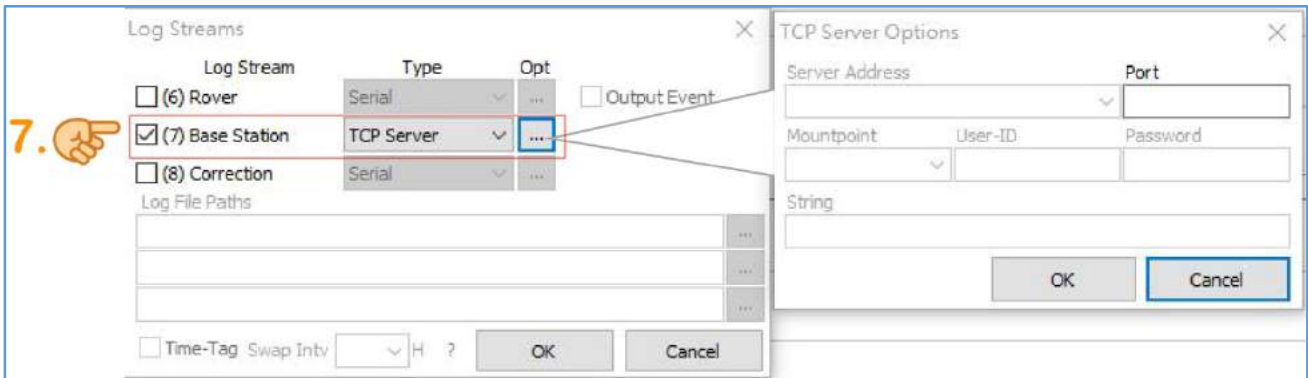 Log Streams
Log Stream Type Opt
(6) Rover Serial ... Output Event
7. (7) Base Station TCP Server ...
(8) Correction Serial ...
Log File Paths
...
...
...
Time-Tag Swap Intv H ? OK Cancel
TCP Server Options
Server Address Port
Mountpoint User-ID Password
String
OK Cancel